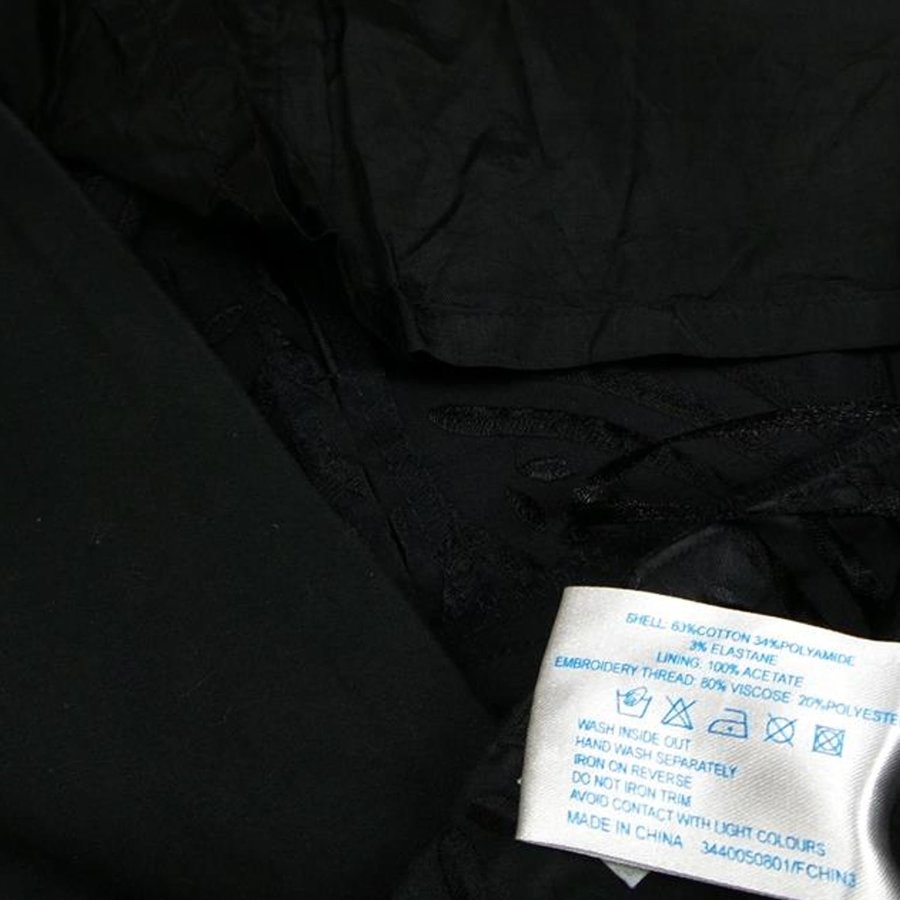 SHELL: 63%COTTON 34%POLYAMIDE
3% ELASTANE
LINING: 100% ACETATE
EMBROIDERY THREAD: 80% VISCOSE 20%POLYESTE
WASH INSIDE OUT
HAND WASH SEPARATELY
IRON ON REVERSE
DO NOT IRON TRIM
AVOID CONTACT WITH LIGHT COLOURS
MADE IN CHINA 3440050801/FCHIN3